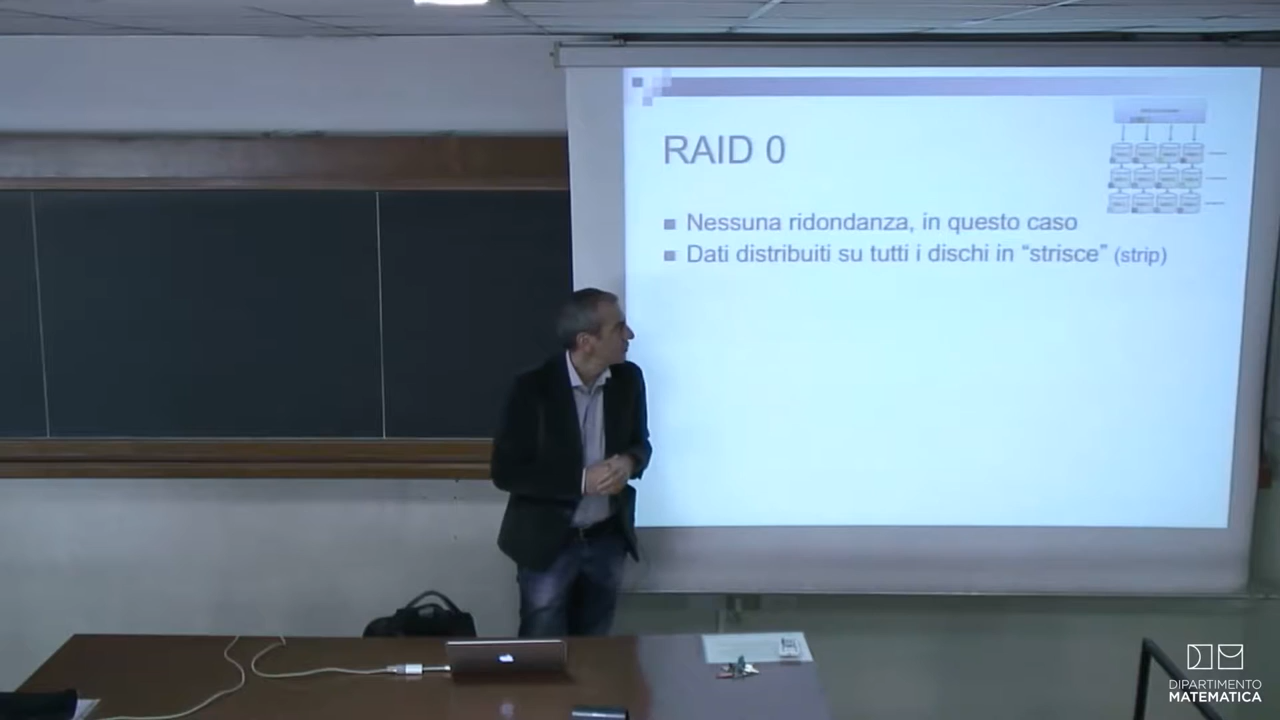 RAID 0
Nessuna ridondanza, in questo caso
Dati distribuiti su tutti i dischi in “strisce” (strip)
DIPARTIMENTO
MATEMATICA